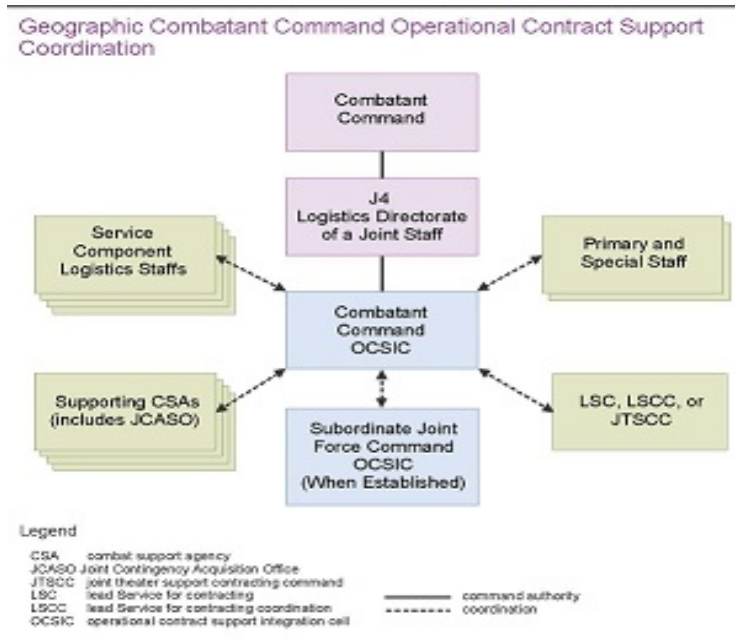 Geographic Combatant Command Operational Contract Support
Coordination
Combatant
Command
J4
Logistics Directorate
of a Joint Staff
Service
Component
Logistics Staffs
Primary and
Special Staff
Combatant
Command
OCSIC
Supporting CSAs
(includes JCASO)
LSC, LSCC, or
JTSCC
Subordinate Joint
Force Command
OCSIC
(When Established)
Legend
CSA combat support agency
JCASO Joint Contingency Acquisition Office
JTSCC joint theater support contracting command
LSC lead Service for contracting
LSCC lead Service for contracting coordination
OCSIC operational contract support integration cell
command authority
coordination